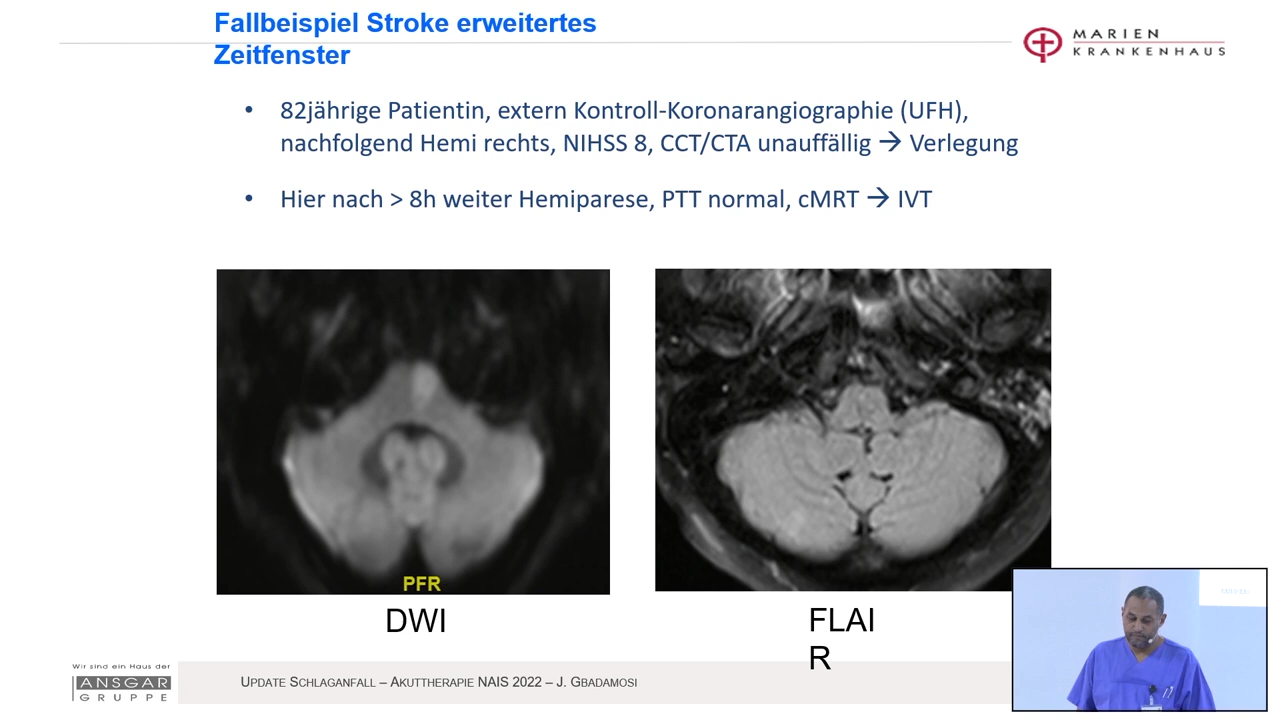 Fallbeispiel Stroke erweitertes
Zeitfenster
MARIEN
KRANKENHAUS
• 82jährige Patientin, extern Kontroll-Koronarangiographie (UFH),
nachfolgend Hemi rechts, NIHSS 8, CCT/CTA unauffällig → Verlegung
• Hier nach > 8h weiter Hemiparese, PTT normal, cMRT → IVT
PFR
DWI
FLAI
R
Wir sind ein Haus der
ANSGAR
GRUPPE
UPDATE SCHLAGANFALL – AKUTTHERAPIE NAIS 2022 – J. GBADAMOSI